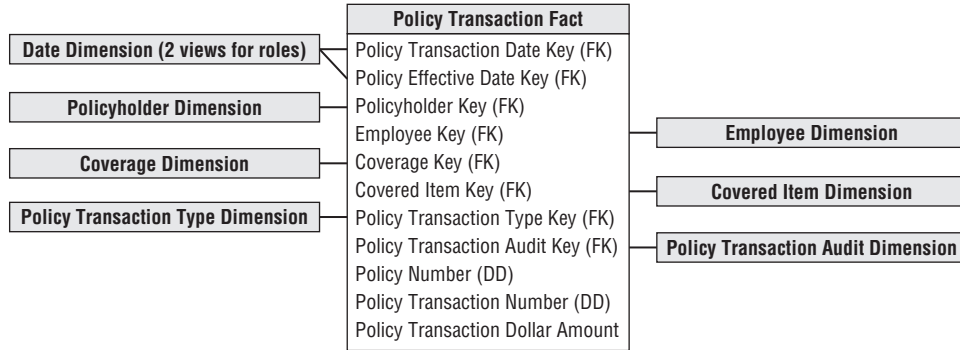 Policy Transaction Fact
Date Dimension (2 views for roles)
Policyholder Dimension
Coverage Dimension
Policy Transaction Type Dimension
Policy Transaction Date Key (FK)
Policy Effective Date Key (FK)
Policyholder Key (FK)
Employee Key (FK)
Coverage Key (FK)
Covered Item Key (FK)
Policy Transaction Type Key (FK)
Policy Transaction Audit Key (FK)
Policy Number (DD)
Policy Transaction Number (DD)
Policy Transaction Dollar Amount
Employee Dimension
Covered Item Dimension
Policy Transaction Audit Dimension